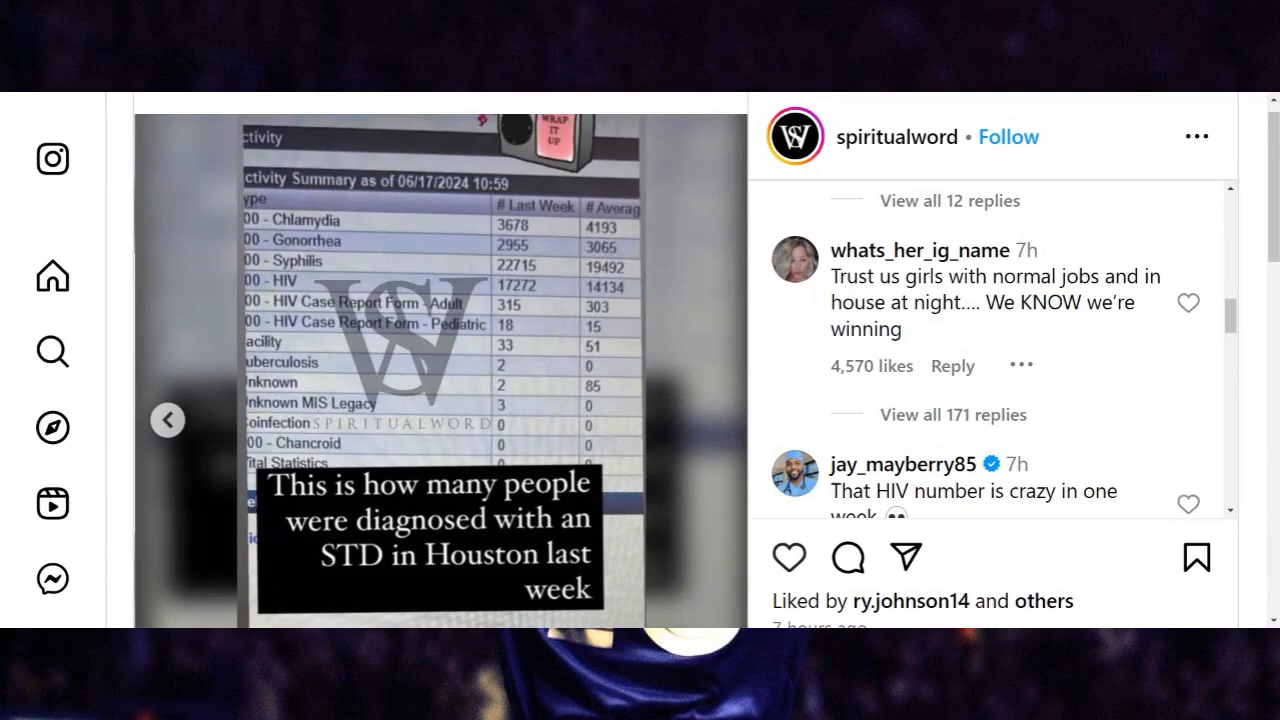 WRAP
IT
UP
ctivity
ctivity Summary as of 06/17/2024 10:59
ype # Last Week # Averag
00 - Chlamydia 3678 4193
00 - Gonorrhea 2955 3065
00 - Syphilis 22715 19492
00 - HIV 17272 14134
00 - HIV Case Report Form - Adult 315 303
00 - HIV Case Report Form - Pediatric 18 15
acility 33 51
uberculosis 2 0
nknown 2 85
nknown MIS Legacy 3 0
oinfection 0 0
00 - Chancroid 0 0
ital Statistics 0 0
SPIRITUALWORD
This is how many people
were diagnosed with an
STD in Houston last
week
spiritualword • Follow
View all 12 replies
whats_her_ig_name 7h
Trust us girls with normal jobs and in
house at night.... We KNOW we're
winning
4,570 likes Reply
View all 171 replies
jay_mayberry85 7h
That HIV number is crazy in one
week 👀
Liked by ry.johnson14 and others
7 hours ago